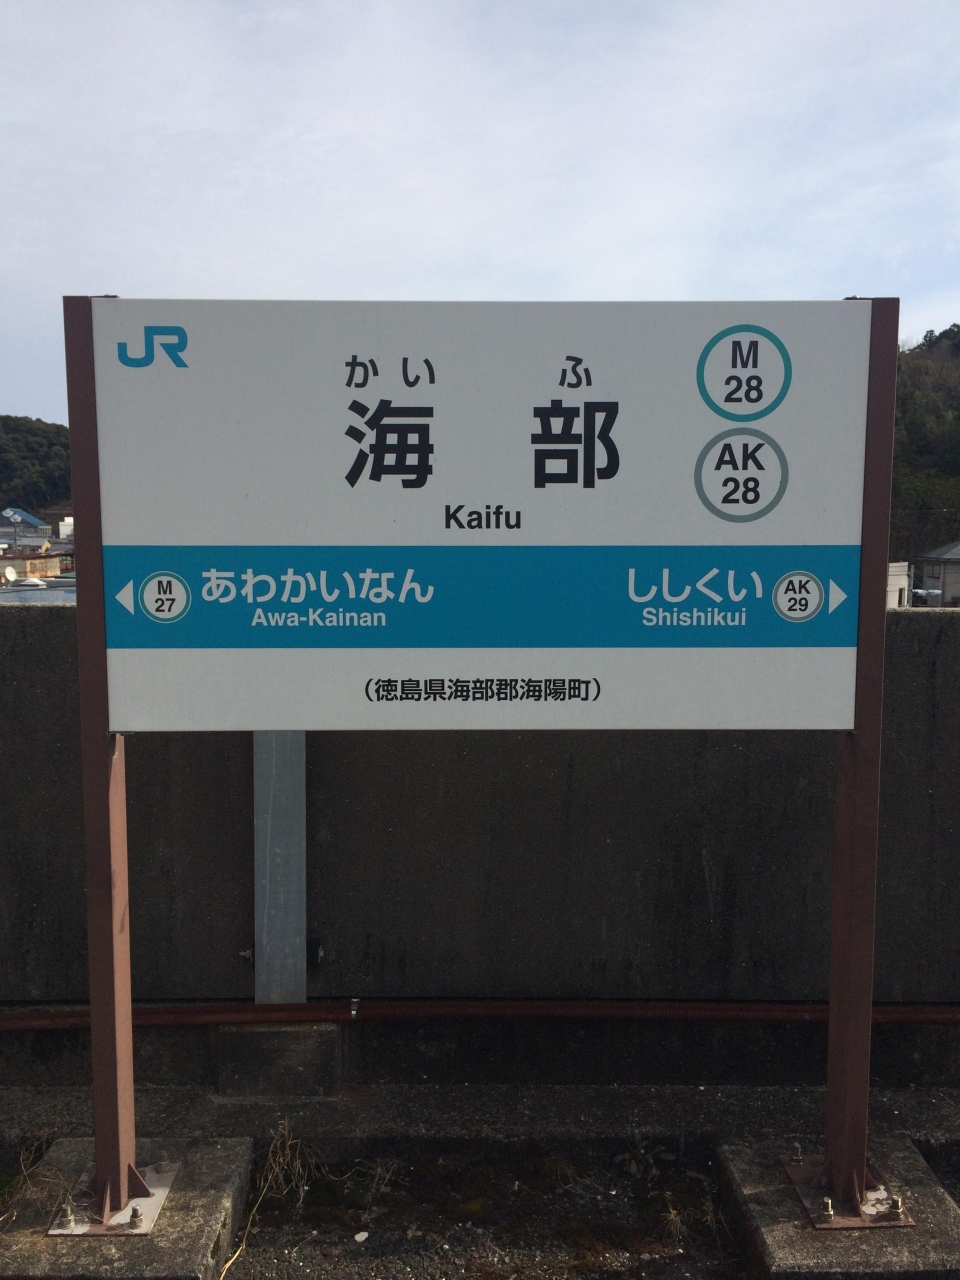 JR
かい ふ
海部
Kaifu
M
28
AK
28
M
27
あわかいなん
Awa-Kainan
ししくい
Shishikui
AK
29
(徳島県海部郡海陽町)